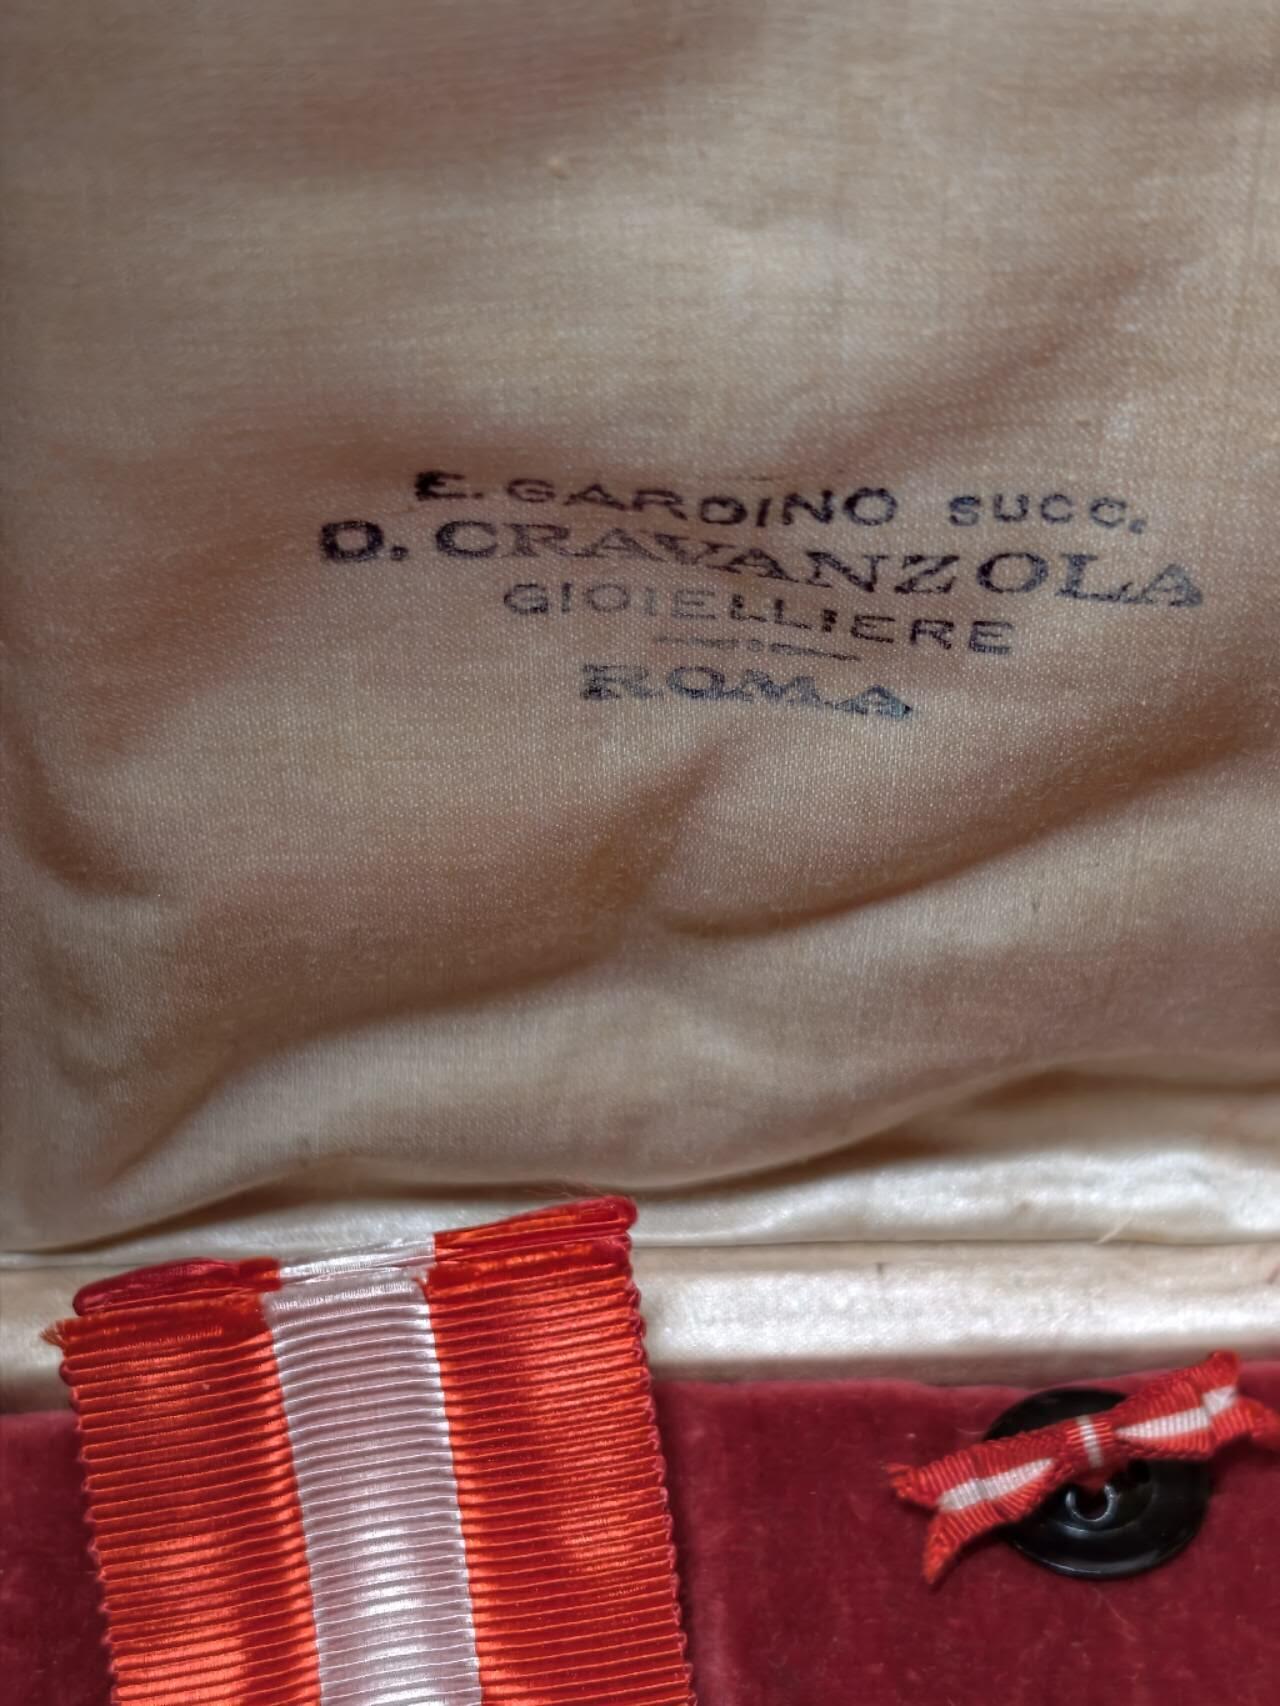 E. GARDINO SUCC.
D. CRAVANZOLA
GIOIELLIERE
ROMA